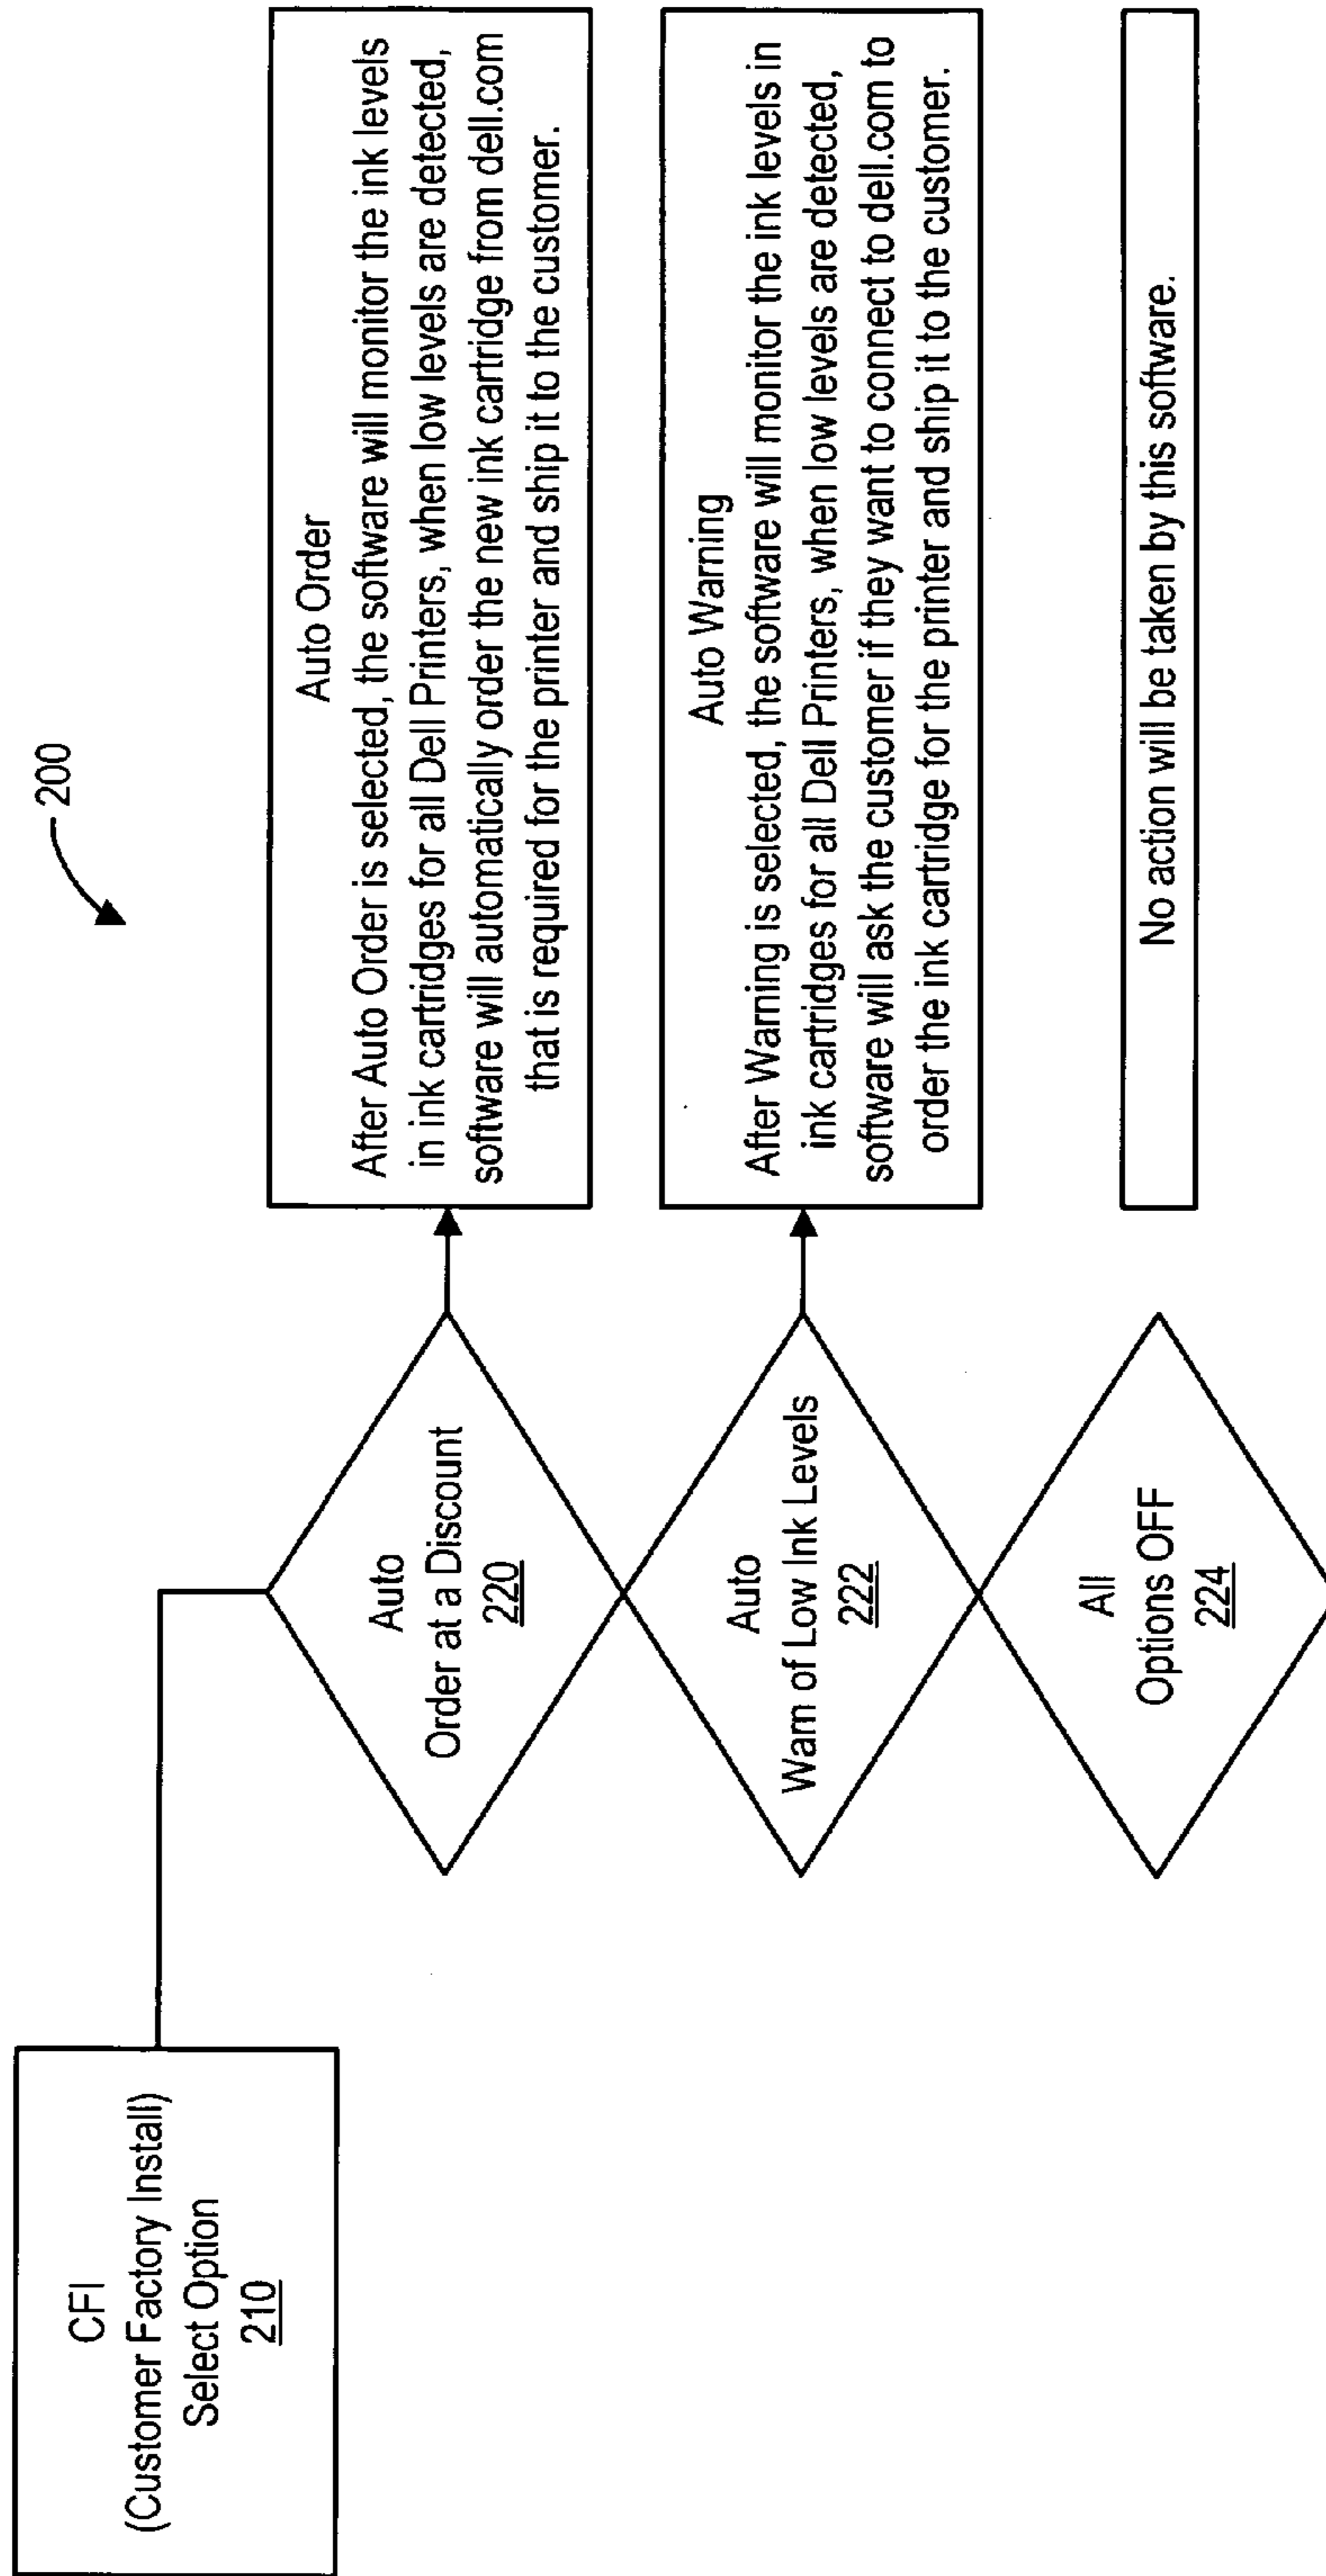 200
CFI
(Customer Factory Install)
Select Option
210
Auto
Order at a Discount
220
Auto Order
After Auto Order is selected, the software will monitor the ink levels
in ink cartridges for all Dell Printers, when low levels are detected,
software will automatically order the new ink cartridge from dell.com
that is required for the printer and ship it to the customer.
Auto
Warn of Low Ink Levels
222
Auto Warning
After Warning is selected, the software will monitor the ink levels in
ink cartridges for all Dell Printers, when low levels are detected,
software will ask the customer if they want to connect to dell.com to
order the ink cartridge for the printer and ship it to the customer.
All
Options OFF
224
No action will be taken by this software.